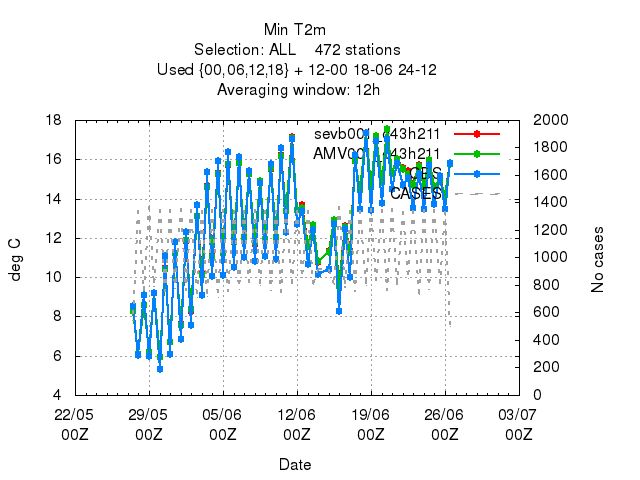 Min T2m
Selection: ALL    472 stations
Used {00,06,12,18} + 12-00 18-06 24-12
Averaging window: 12h
18
16
14
12
10
8
6
4
deg C
2000
1800
1600
1400
1200
1000
800
600
400
200
0
No cases
43h211
43h211
CASES
22/05 29/05 05/06 12/06 19/06 26/06 03/07
00Z 00Z 00Z 00Z 00Z 00Z 00Z
Date